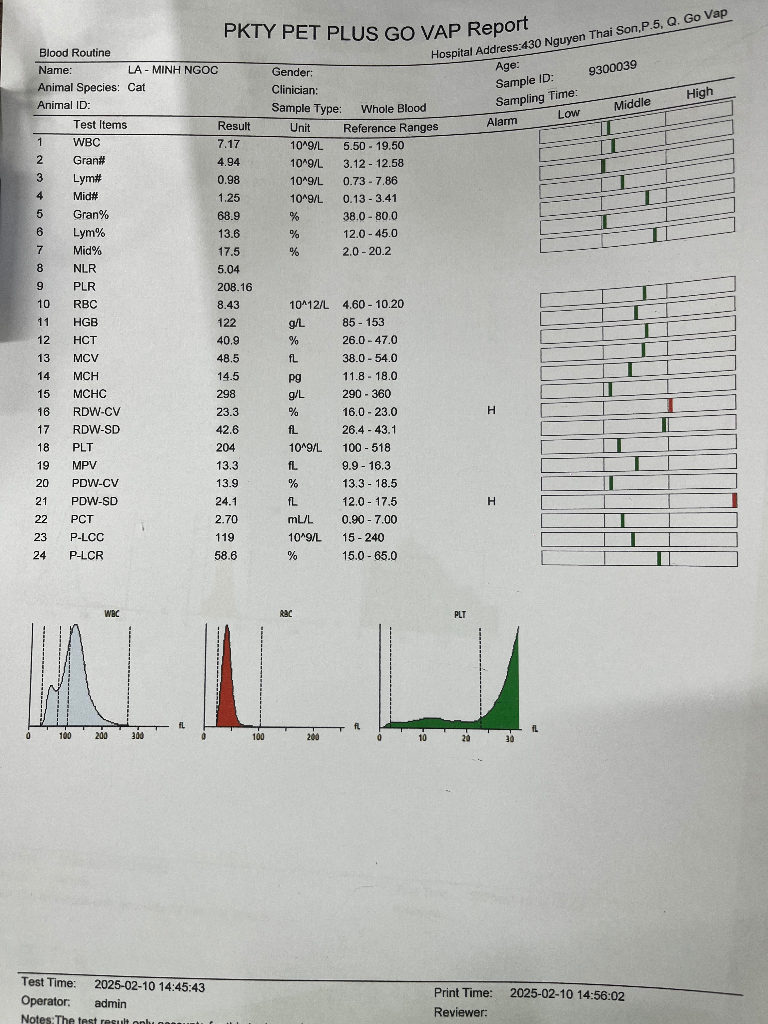 PKTY PET PLUS GO VAP Report
Hospital Address:430 Nguyen Thai Son,P.5, Q. Go Vap
Blood Routine
Name: LA - MINH NGOC Gender: Age:
Animal Species: Cat Clinician: Sample ID: 9300039
Animal ID: Sample Type: Whole Blood Sampling Time:
Test Items Result Unit Reference Ranges Alarm Low Middle High
1 WBC 7.17 10^9/L 5.50 - 19.50
2 Gran# 4.94 10^9/L 3.12 - 12.58
3 Lym# 0.98 10^9/L 0.73 - 7.86
4 Mid# 1.25 10^9/L 0.13 - 3.41
5 Gran% 68.9 % 38.0 - 80.0
6 Lym% 13.6 % 12.0 - 45.0
7 Mid% 17.5 % 2.0 - 20.2
8 NLR 5.04
9 PLR 208.16
10 RBC 8.43 10^12/L 4.60 - 10.20
11 HGB 122 g/L 85 - 153
12 HCT 40.9 % 26.0 - 47.0
13 MCV 48.5 fL 38.0 - 54.0
14 MCH 14.5 pg 11.8 - 18.0
15 MCHC 298 g/L 290 - 360
16 RDW-CV 23.3 % 16.0 - 23.0 H
17 RDW-SD 42.6 fL 26.4 - 43.1
18 PLT 204 10^9/L 100 - 518
19 MPV 13.3 fL 9.9 - 16.3
20 PDW-CV 13.9 % 13.3 - 18.5
21 PDW-SD 24.1 fL 12.0 - 17.5 H
22 PCT 2.70 mL/L 0.90 - 7.00
23 P-LCC 119 10^9/L 15 - 240
24 P-LCR 58.6 % 15.0 - 65.0
WBC RBC PLT
0 100 200 300 fL 0 100 200 fL 0 10 20 30 fL
Test Time: 2025-02-10 14:45:43 Print Time: 2025-02-10 14:56:02
Operator: admin Reviewer:
Notes:The test result only